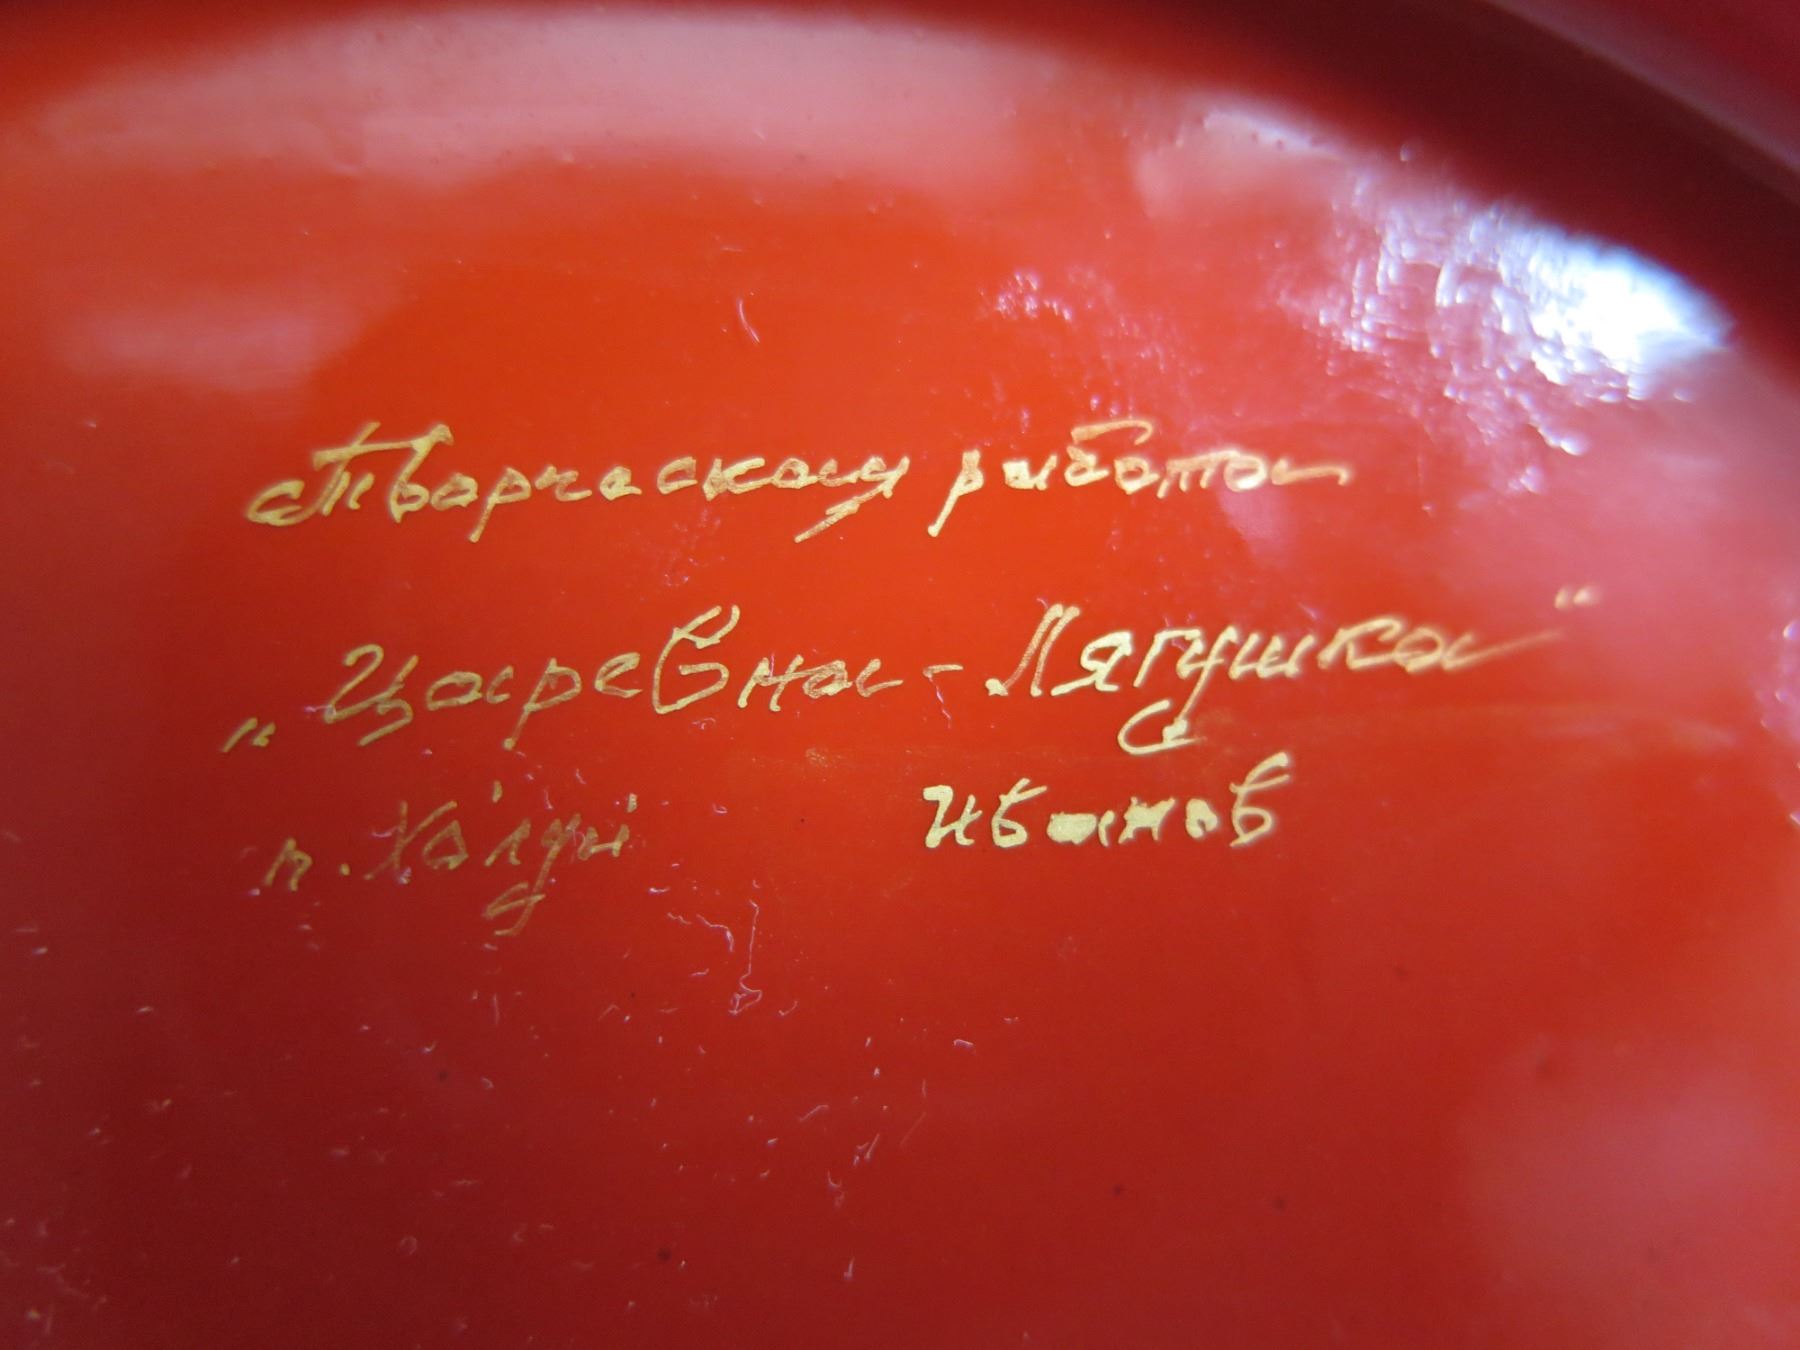 Творческая работа
„Царевна-Лягушка“
п. Холуй Иванов